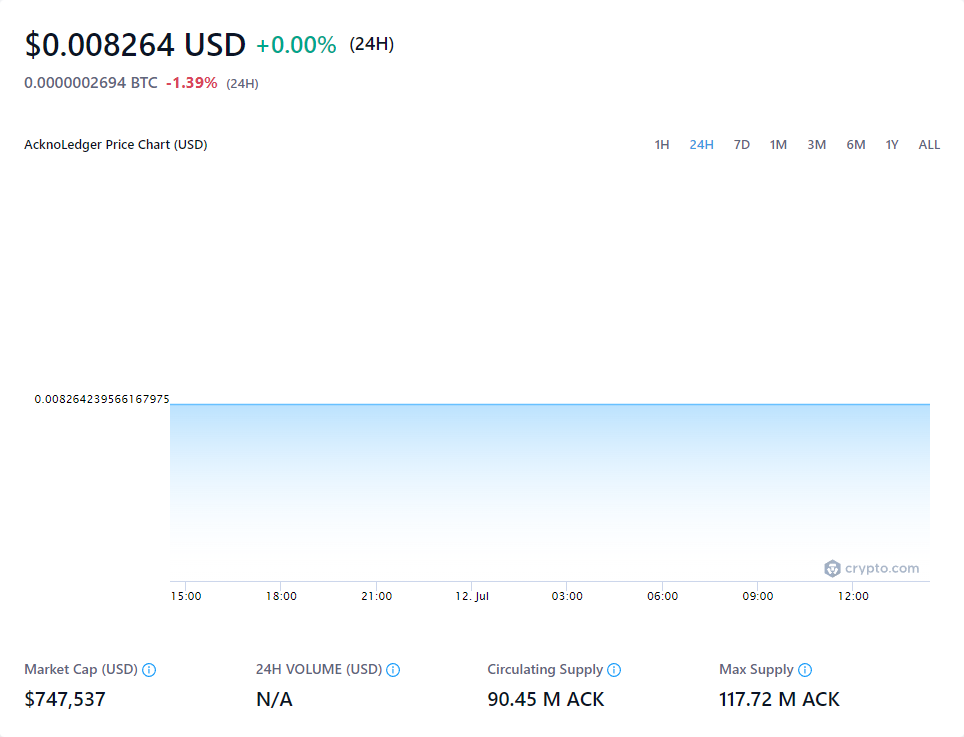 $0.008264 USD +0.00% (24H)
0.0000002694 BTC -1.39% (24H)
AcknoLedger Price Chart (USD) 1H 24H 7D 1M 3M 6M 1Y ALL
0.008264239566167975
crypto.com
15:00 18:00 21:00 12. Jul 03:00 06:00 09:00 12:00
Market Cap (USD) 24H VOLUME (USD) Circulating Supply Max Supply
$747,537 N/A 90.45 M ACK 117.72 M ACK